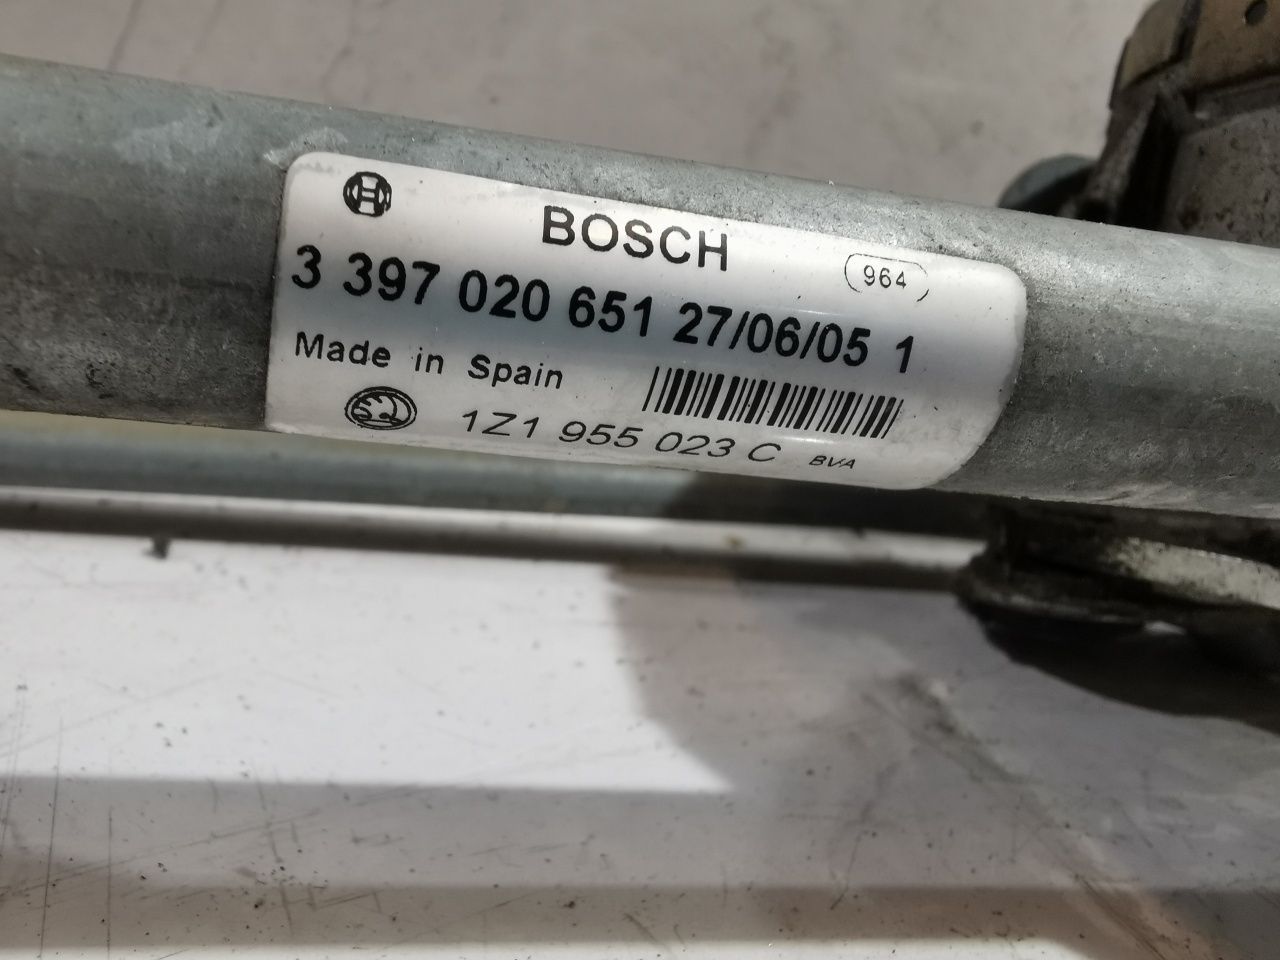 BOSCH
964
3 397 020 651 27/06/05 1
Made in Spain
1Z1 955 023 C BVA